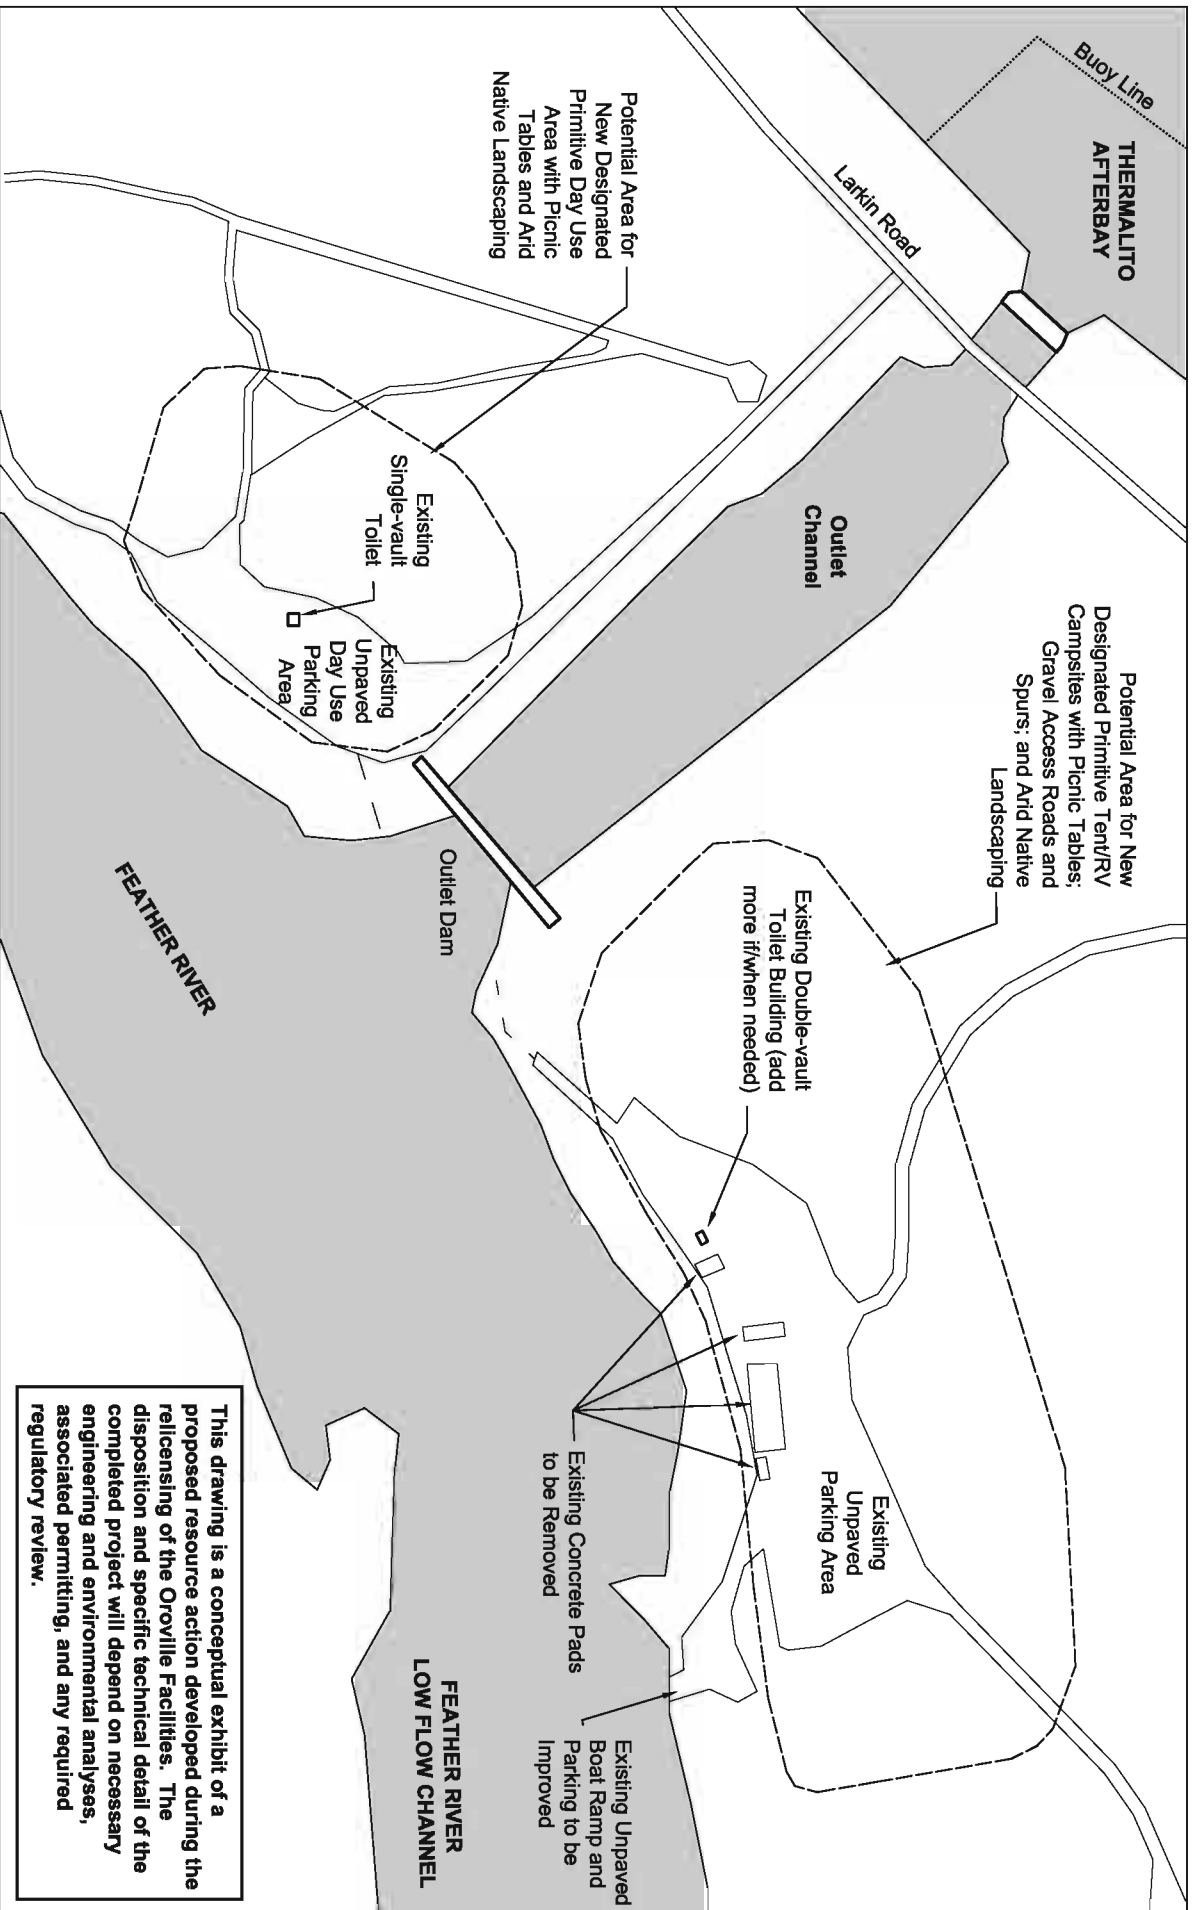 Buoy Line
THERMALITO
AFTERBAY
Larkin Road
Potential Area for
New Designated
Primitive Day Use
Area with Picnic
Tables and Arid
Native Landscaping
Outlet
Channel
Existing
Single-vault
Toilet
Existing
Unpaved
Day Use
Parking
Area
Potential Area for New
Designated Primitive Tent/RV
Campsites with Picnic Tables;
Gravel Access Roads and
Spurs; and Arid Native
Landscaping
Outlet Dam
FEATHER RIVER
Existing Double-vault
Toilet Building (add
more if/when needed)
Existing Concrete Pads
to be Removed
Existing
Unpaved
Parking Area
Existing Unpaved
Boat Ramp and
Parking to be
Improved
FEATHER RIVER
LOW FLOW CHANNEL
This drawing is a conceptual exhibit of a
proposed resource action developed during the
relicensing of the Oroville Facilities. The
disposition and specific technical detail of the
completed project will depend on necessary
engineering and environmental analyses,
associated permitting, and any required
regulatory review.